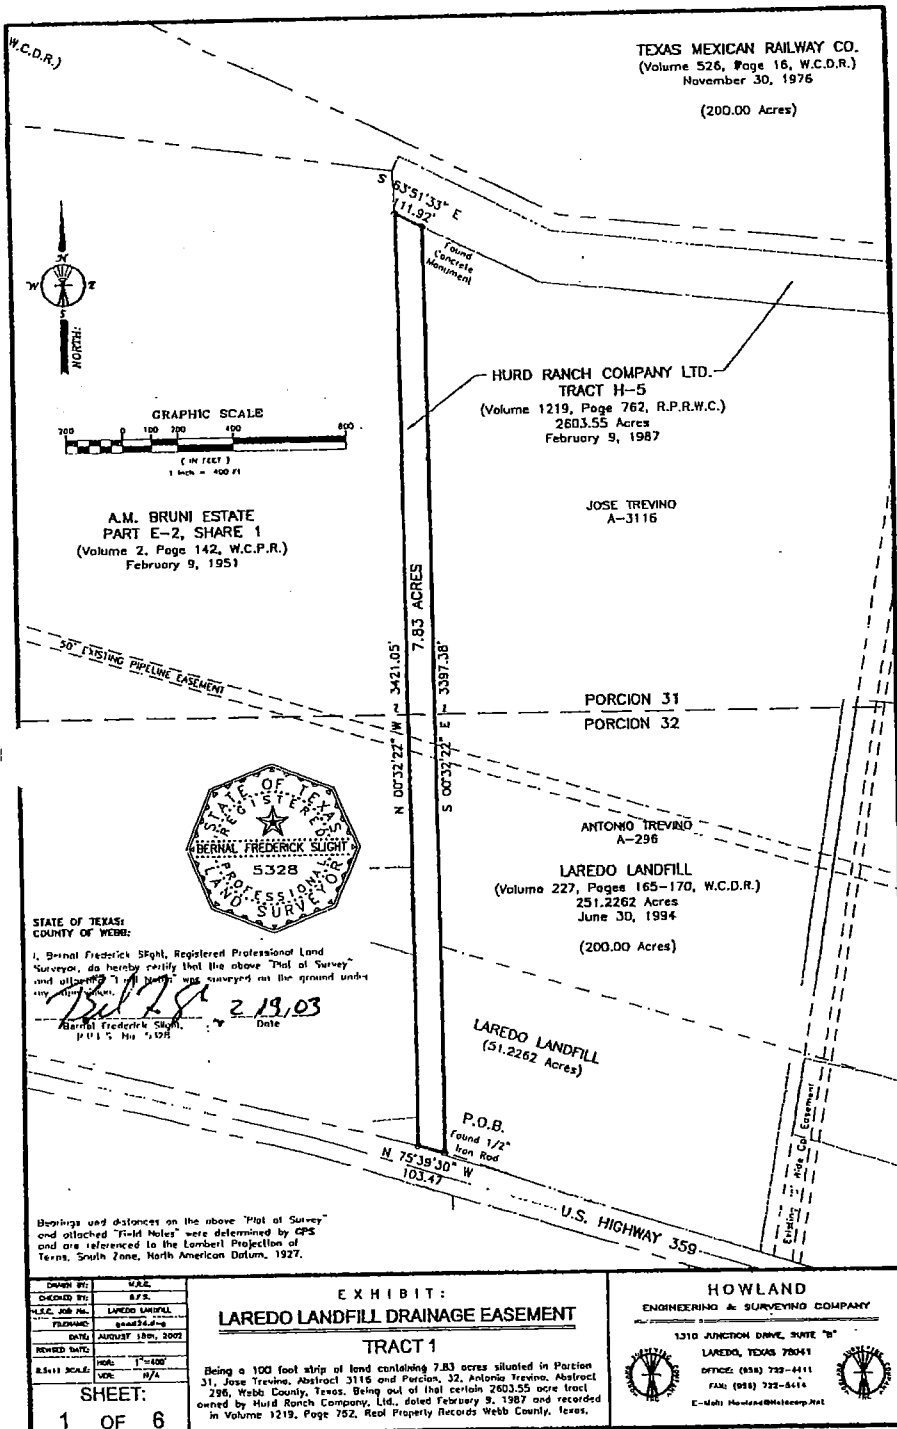 W.C.D.R.)
TEXAS MEXICAN RAILWAY CO.
(Volume 526, Page 16, W.C.D.R.)
November 30, 1976
(200.00 Acres)
S 63°51'33" E
111.92'
Found
Concrete
Monument
N
W E
S
NORTH:
HURD RANCH COMPANY LTD.
TRACT H-5
(Volume 1219, Page 762, R.P.R.W.C.)
2603.55 Acres
February 9, 1987
GRAPHIC SCALE
200 0 100 200 400 800
( IN FEET )
1 inch = 400 Ft
A.M. BRUNI ESTATE
PART E-2, SHARE 1
(Volume 2, Page 142, W.C.P.R.)
February 9, 1951
JOSE TREVINO
A-3116
7.83 ACRES
50' EXISTING PIPELINE EASEMENT
N 00°32'22" W ~ 3421.05'
S 00°32'22" E ~ 3397.38'
PORCION 31
PORCION 32
STATE OF TEXAS
REGISTERED
BERNAL FREDERICK SLIGHT
5328
PROFESSIONAL
LAND SURVEYOR
ANTONIO TREVINO
A-296
LAREDO LANDFILL
(Volume 227, Pages 165-170, W.C.D.R.)
251.2262 Acres
June 30, 1994
(200.00 Acres)
STATE OF TEXAS:
COUNTY OF WEBB:
I, Bernal Frederick Slight, Registered Professional Land
Surveyor, do hereby certify that the above "Plat of Survey"
and was surveyed on the ground under
my
2 19,03
Bernal Frederick Slight, Date
R.P.L.S. No. 5328
LAREDO LANDFILL
(51.2262 Acres)
P.O.B.
Found 1/2"
Iron Rod
N 75°39'30" W
103.47
U.S. HIGHWAY 359
Existing Wide Easement
Bearings and distances on the above "Plat of Survey"
and attached "Field Notes" were determined by GPS
and are referenced to the Lambert Projection of
Texas, South Zone, North American Datum, 1927.
DRAWN BY:
CHECKED BY: B.F.S.
H.E.S.C. JOB No. LAREDO LANDFILL
FILENAME:
DATE: AUGUST 18th, 2002
REVISED DATE:
8.5x11 SCALE: HOR: 1"=400'
VER: N/A
SHEET:
1 OF 6
EXHIBIT:
LAREDO LANDFILL DRAINAGE EASEMENT
TRACT 1
Being a 100 foot strip of land containing 7.83 acres situated in Porcion
31, Jose Trevino, Abstract 3116 and Porcion, 32, Antonio Trevino, Abstract
296, Webb County, Texas. Being out of that certain 2603.55 acre tract
owned by Hurd Ranch Company, Ltd., dated February 9, 1987 and recorded
in Volume 1219, Page 762, Real Property Records Webb County, Texas.
HOWLAND
ENGINEERING & SURVEYING COMPANY
1310 JUNCTION DRIVE, SUITE "B"
LAREDO, TEXAS 78041
OFFICE: (956) 722-4411
FAX: (956) 722-5414